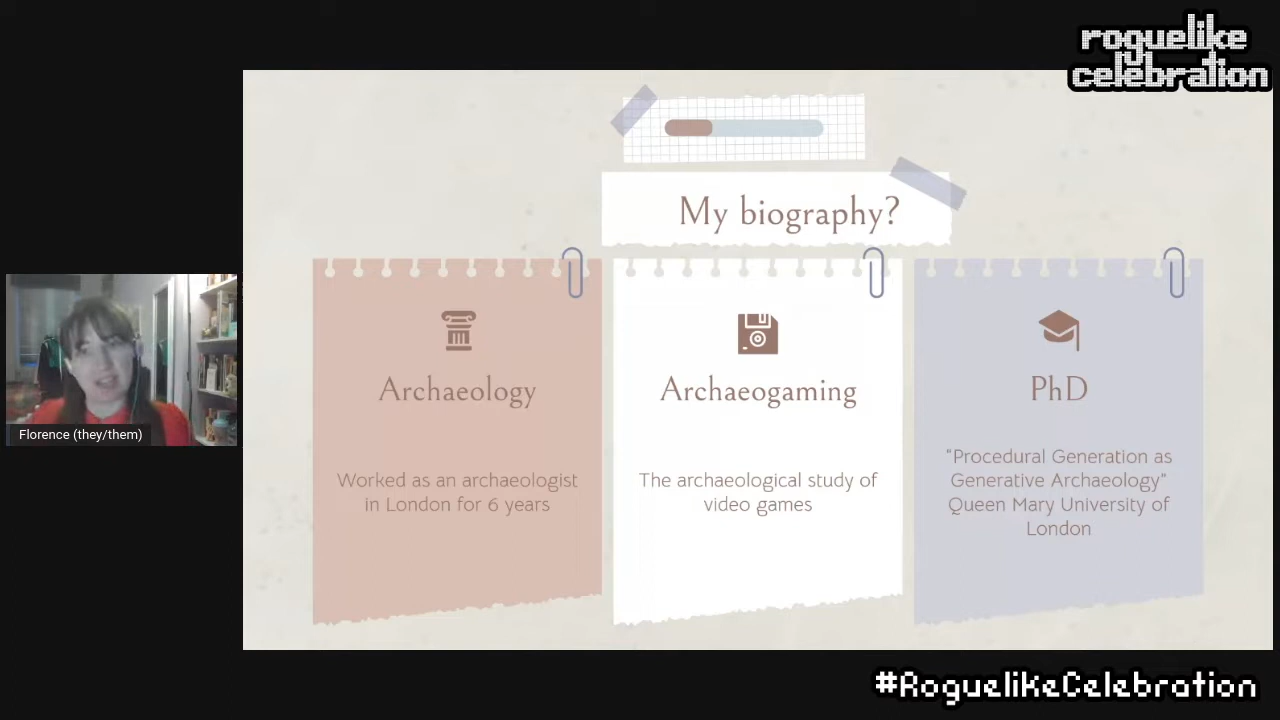 roguelike
celebration
My biography?
Archaeology
Worked as an archaeologist
in London for 6 years
Archaeogaming
The archaeological study of
video games
PhD
"Procedural Generation as
Generative Archaeology"
Queen Mary University of
London
Florence (they/them)
#RoguelikeCelebration